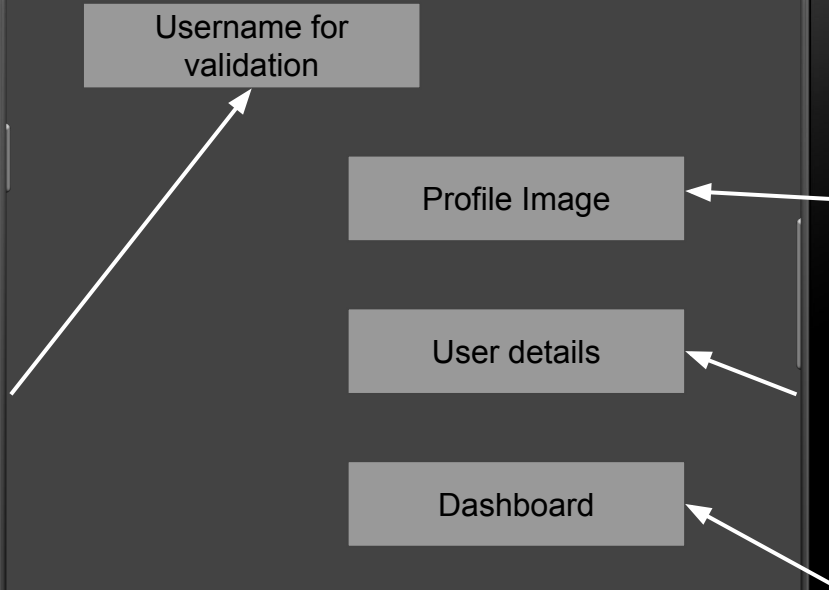 Username for
validation
Profile Image
User details
Dashboard